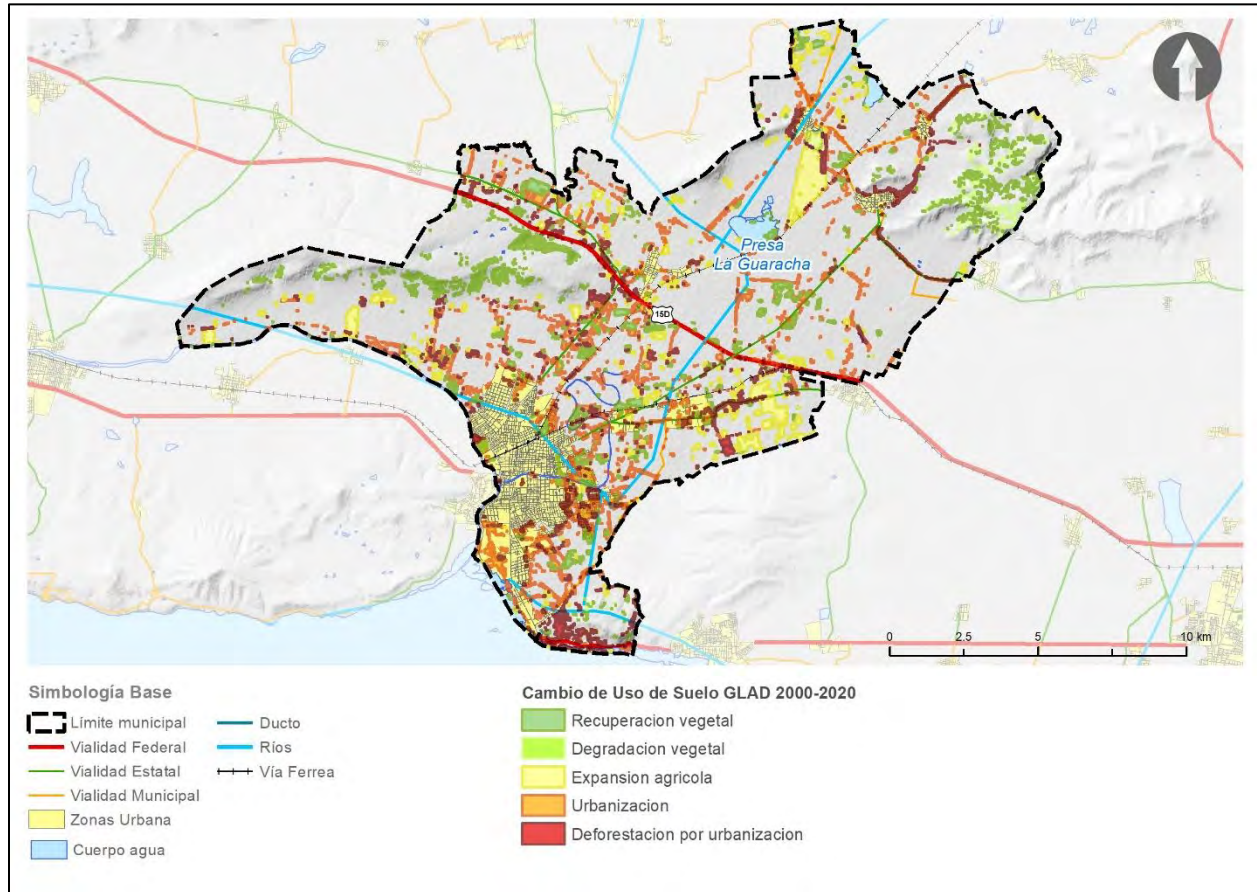 Presa
La Guaracha
15D
0 2.5 5 10 km
Simbología Base
Límite municipal
Vialidad Federal
Vialidad Estatal
Vialidad Municipal
Zonas Urbana
Cuerpo agua
Ducto
Ríos
Vía Ferrea
Cambio de Uso de Suelo GLAD 2000-2020
Recuperacion vegetal
Degradacion vegetal
Expansion agricola
Urbanizacion
Deforestacion por urbanizacion